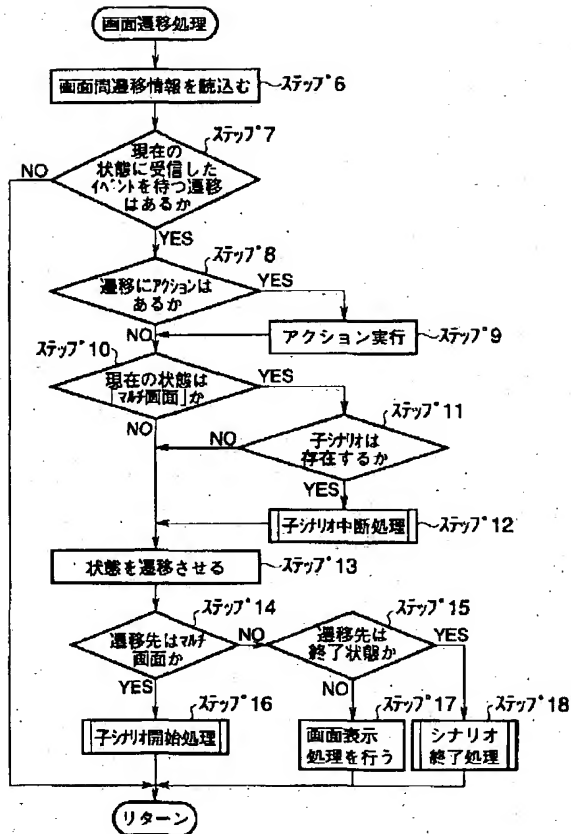 画面遷移処理
画面間遷移情報を読込む
ステップ6
ステップ7
現在の
状態に受信した
イベントを待つ遷移
はあるか
NO
YES
ステップ8
遷移にアクションは
あるか
YES
NO
アクション実行
ステップ9
ステップ10
現在の状態は
「マルチ画面」か
YES
NO
ステップ11
子シナリオは
存在するか
NO
YES
子シナリオ中断処理
ステップ12
状態を遷移させる
ステップ13
ステップ14
遷移先はマルチ
画面か
NO
YES
ステップ15
遷移先は
終了状態か
YES
NO
ステップ16
子シナリオ開始処理
ステップ17
画面表示
処理を行う
ステップ18
シナリオ
終了処理
リターン